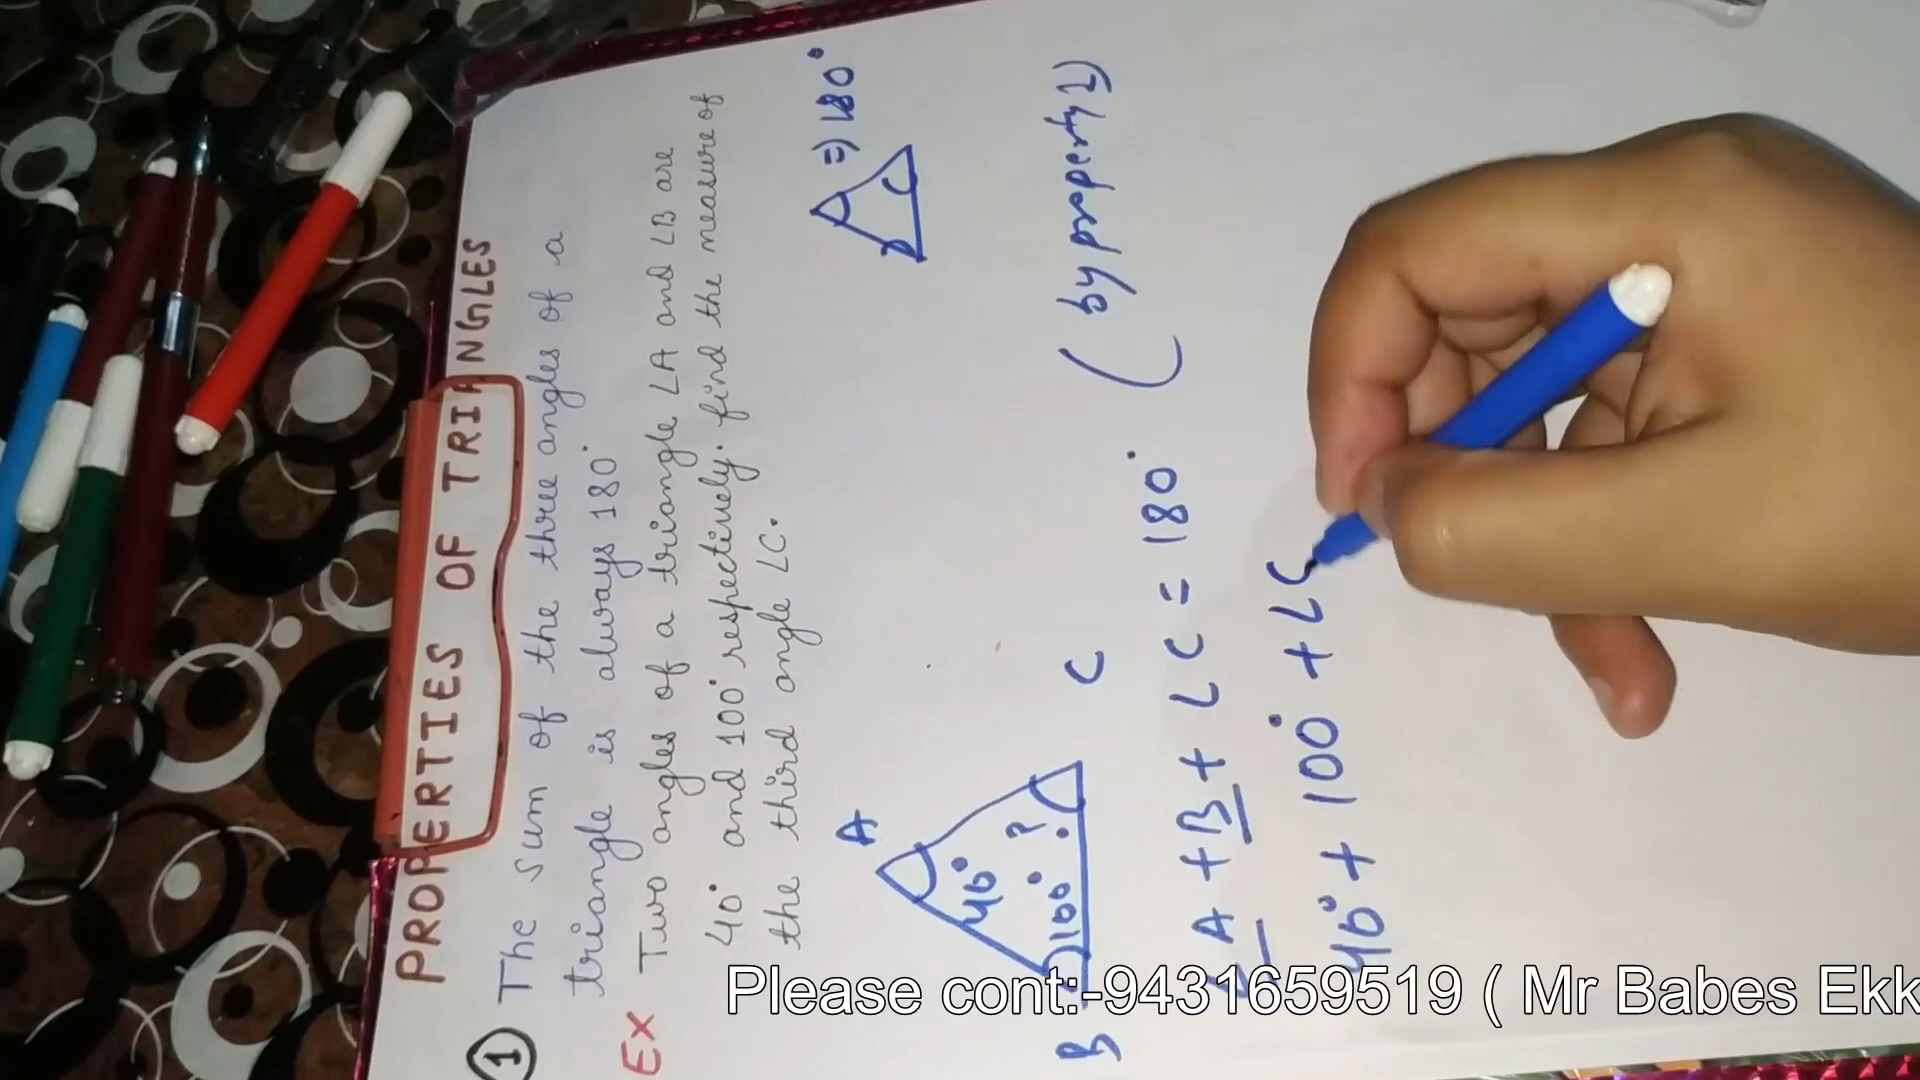 PROPERTIES OF TRIANGLES
1 The sum of the three angles of a
triangle is always 180°
Ex Two angles of a triangle ∠A and ∠B are
40° and 100° respectively. find the measure of
the third angle ∠C.
⇒ 180°
A
40°
100° ?
B C
∠A + B + ∠C = 180° (by property 1)
40° + 100° + ∠C
Please cont:-9431659519 ( Mr Babes Ekk